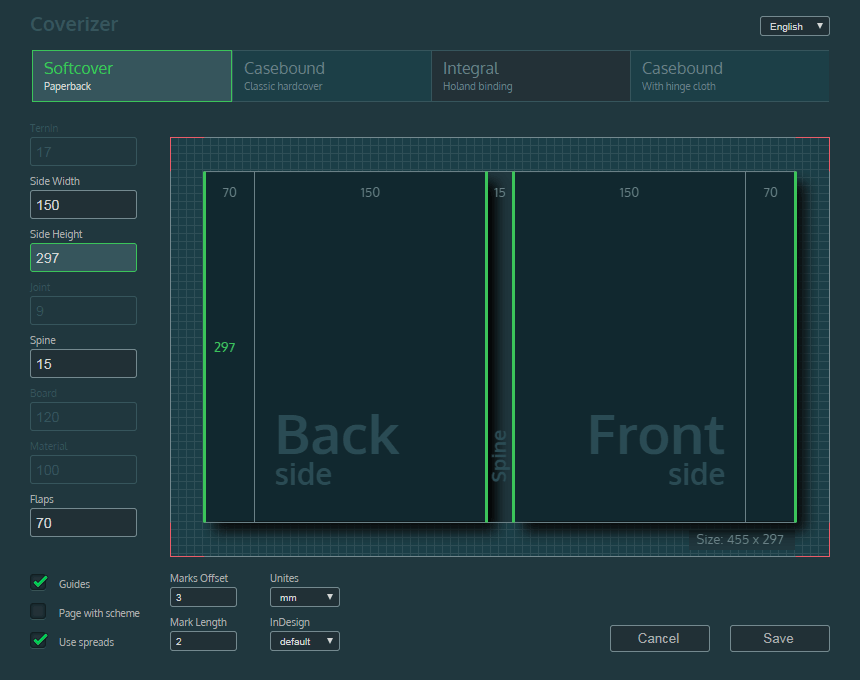 Coverizer
English
Softcover
Paperback
Casebound
Classic hardcover
Integral
Holand binding
Casebound
With hinge cloth
Ternin
17
Side Width
150
Side Height
297
Joint
9
Spine
15
Board
120
Material
100
Flaps
70
70 150 15 150 70
297
Back
side
Spine
Front
side
Size: 455 x 297
Guides
Page with scheme
Use spreads
Marks Offset
3
Mark Length
2
Unites
mm
InDesign
default
Cancel
Save